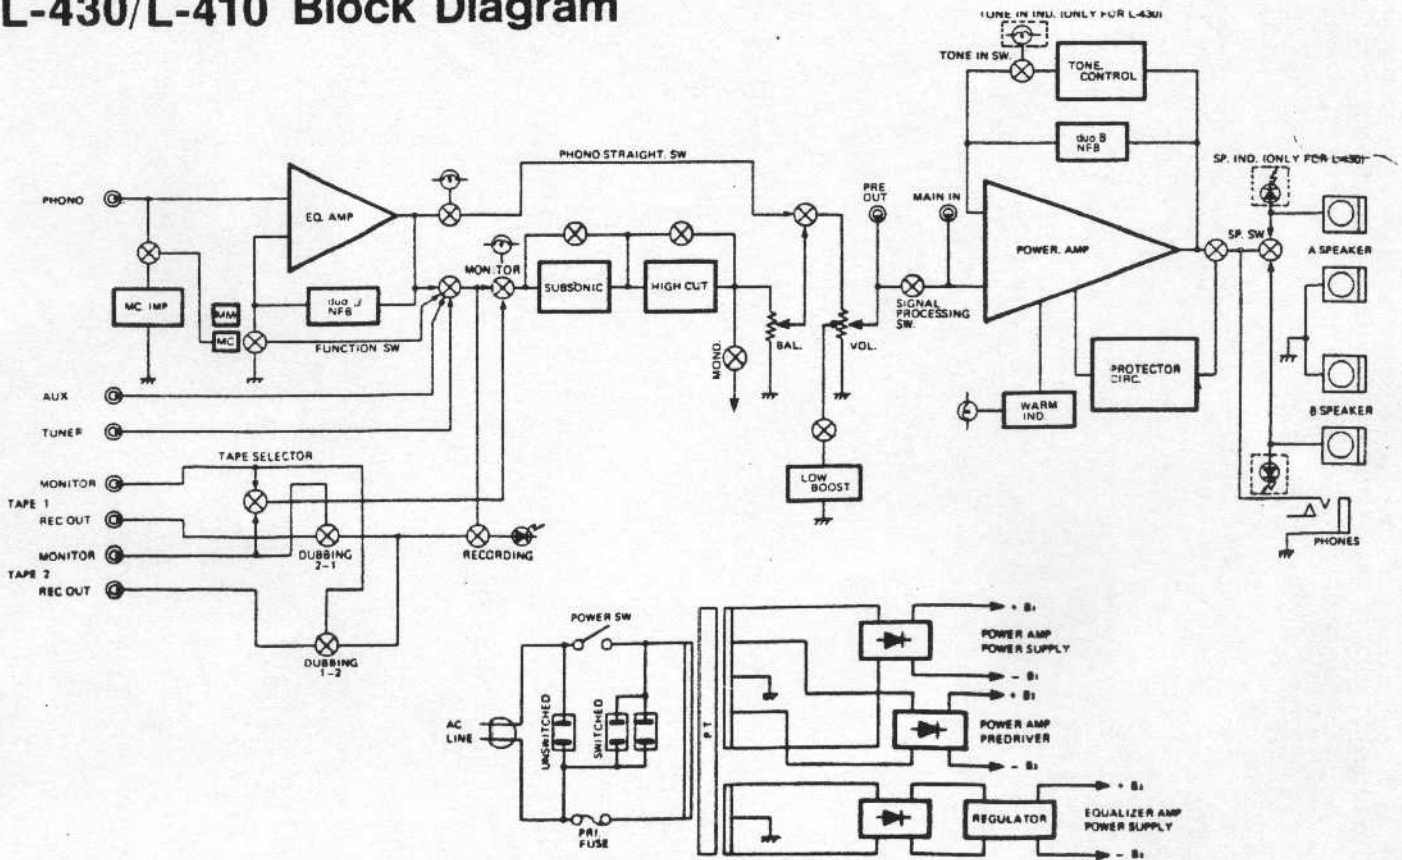 L-430/L-410 Block Diagram
TUNE IN IND. (ONLY FOR L-430)
TONE IN SW.
TONE.
CONTROL
duo B
NFB
SP. IND. (ONLY FOR L-430)
PHONO STRAIGHT. SW
PHONO
EQ. AMP
PRE
OUT
MAIN IN
POWER. AMP
SP. SW
A SPEAKER
MONITOR
SUBSONIC
HIGH CUT
MC IMP
MM
MC
duo
NFB
FUNCTION SW
SIGNAL
PROCESSING
SW.
BAL.
VOL.
MONO.
PROTECTOR
CIRC.
WARM
IND.
B SPEAKER
AUX
TUNER
TAPE SELECTOR
MONITOR
TAPE 1
REC OUT
MONITOR
TAPE 2
REC OUT
DUBBING
2-1
RECORDING
LOW
BOOST
PHONES
DUBBING
1-2
POWER SW
AC
LINE
UNSWITCHED
SWITCHED
PRI.
FUSE
P T
+ B₁
POWER AMP
POWER SUPPLY
- B₁
+ B₂
POWER AMP
PREDRIVER
- B₂
+ B₃
REGULATOR
EQUALIZER AMP
POWER SUPPLY
- B₃